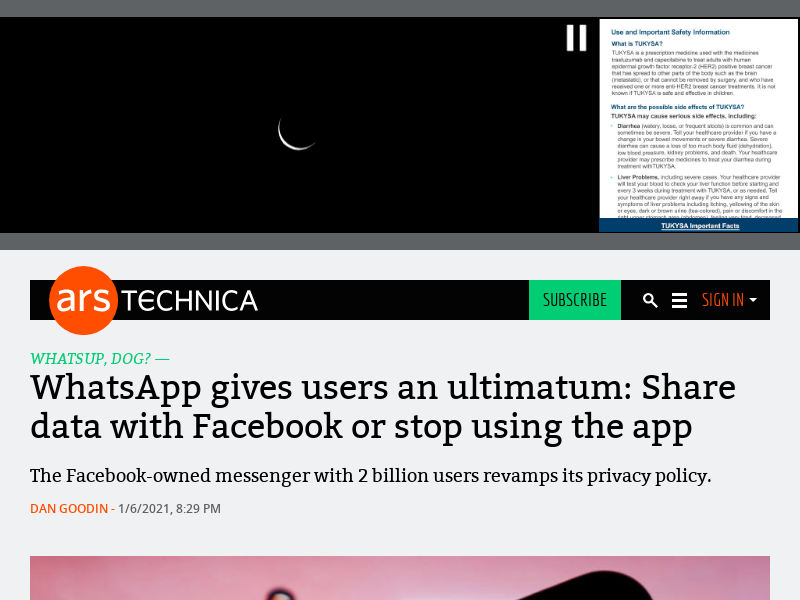 Use and Important Safety Information
What is TUKYSA?
TUKYSA is a prescription medicine used with the medicines
trastuzumab and capecitabine to treat adults with human
epidermal growth factor receptor-2 (HER2) positive breast cancer
that has spread to other parts of the body such as the brain
(metastatic), or that cannot be removed by surgery, and who have
received one or more anti-HER2 breast cancer treatments. It is not
known if TUKYSA is safe and effective in children.
What are the possible side effects of TUKYSA?
TUKYSA may cause serious side effects, including:
• Diarrhea (watery, loose, or frequent stools) is common and can
sometimes be severe. Tell your healthcare provider if you have a
change in your bowel movements or severe diarrhea. Severe
diarrhea can cause a loss of too much body fluid (dehydration),
low blood pressure, kidney problems, and death. Your healthcare
provider may prescribe medicines to treat your diarrhea during
treatment with TUKYSA.
• Liver Problems, including severe cases. Your healthcare provider
will test your blood to check your liver function before starting and
every 3 weeks during treatment with TUKYSA, or as needed. Tell
your healthcare provider right away if you have any signs and
symptoms of liver problems including itching, yellowing of the skin
or eyes, dark or brown urine (tea-colored), pain or discomfort in the
TUKYSA Important Facts
ars TECHNICA
SUBSCRIBE
SIGN IN
WHATSUP, DOG? —
WhatsApp gives users an ultimatum: Share
data with Facebook or stop using the app
The Facebook-owned messenger with 2 billion users revamps its privacy policy.
DAN GOODIN - 1/6/2021, 8:29 PM